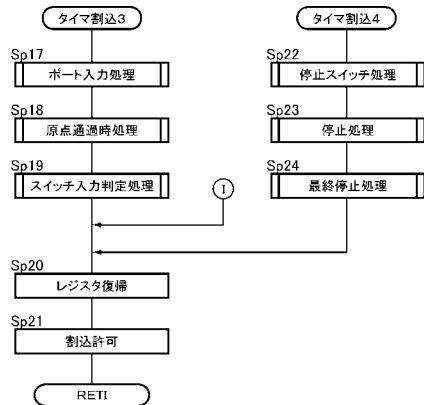 タイマ割込3
Sp17
ポート入力処理
Sp18
原点通過時処理
Sp19
スイッチ入力判定処理
I
Sp20
レジスタ復帰
Sp21
割込許可
RETI
タイマ割込4
Sp22
停止スイッチ処理
Sp23
停止処理
Sp24
最終停止処理